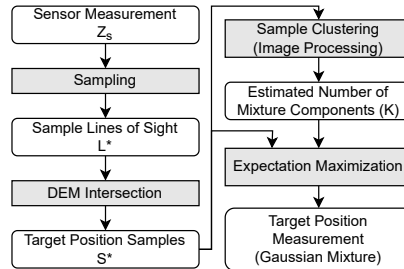 Sensor Measurement
Zs
Sampling
Sample Lines of Sight
L*
DEM Intersection
Target Position Samples
S*
Sample Clustering
(Image Processing)
Estimated Number of
Mixture Components (K)
Expectation Maximization
Target Position
Measurement
(Gaussian Mixture)